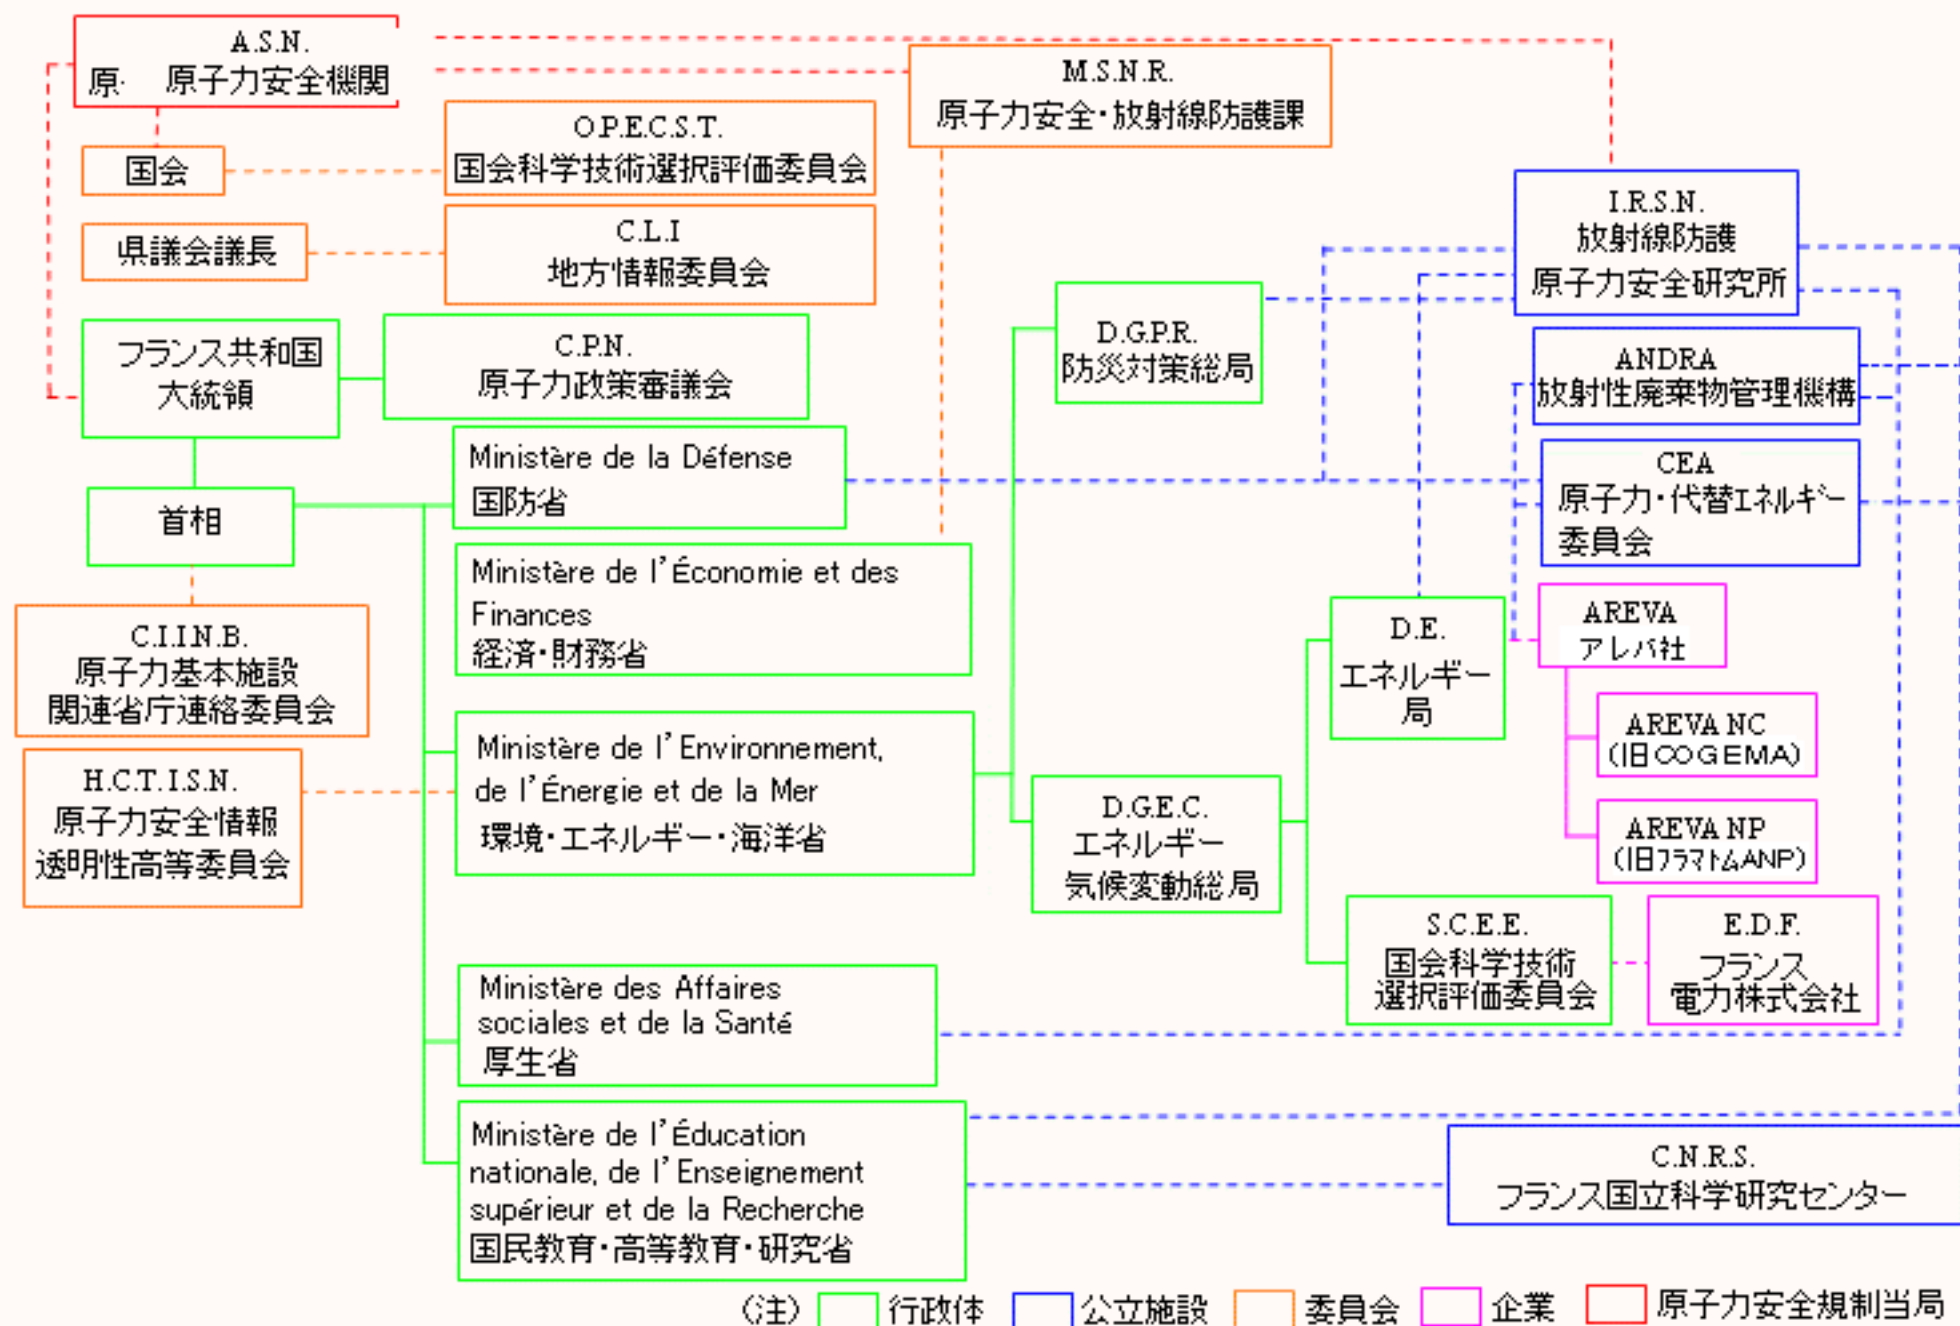 A.S.N.
原・ 原子力安全機関
M.S.N.R.
原子力安全・放射線防護課
O.P.E.C.S.T.
国会科学技術選択評価委員会
国会
C.L.I
地方情報委員会
県議会議長
I.R.S.N.
放射線防護
原子力安全研究所
フランス共和国
大統領
C.P.N.
原子力政策審議会
D.G.P.R.
防災対策総局
ANDRA
放射性廃棄物管理機構
Ministère de la Défense
国防省
首相
CEA
原子力・代替エネルギー
委員会
Ministère de l'Économie et des
Finances
経済・財務省
C.I.I.N.B.
原子力基本施設
関連省庁連絡委員会
D.E.
エネルギー
局
AREVA
アレバ社
AREVA NC
(旧COGEMA)
AREVA NP
(旧フラマトムANP)
Ministère de l'Environnement,
de l'Énergie et de la Mer
環境・エネルギー・海洋省
H.C.T.I.S.N.
原子力安全情報
透明性高等委員会
D.G.E.C.
エネルギー
気候変動総局
S.C.E.E.
国会科学技術
選択評価委員会
E.D.F.
フランス
電力株式会社
Ministère des Affaires
sociales et de la Santé
厚生省
Ministère de l'Éducation
nationale, de l'Enseignement
supérieur et de la Recherche
国民教育・高等教育・研究省
C.N.R.S.
フランス国立科学研究センター
(注) 行政体 公立施設 委員会 企業 原子力安全規制当局